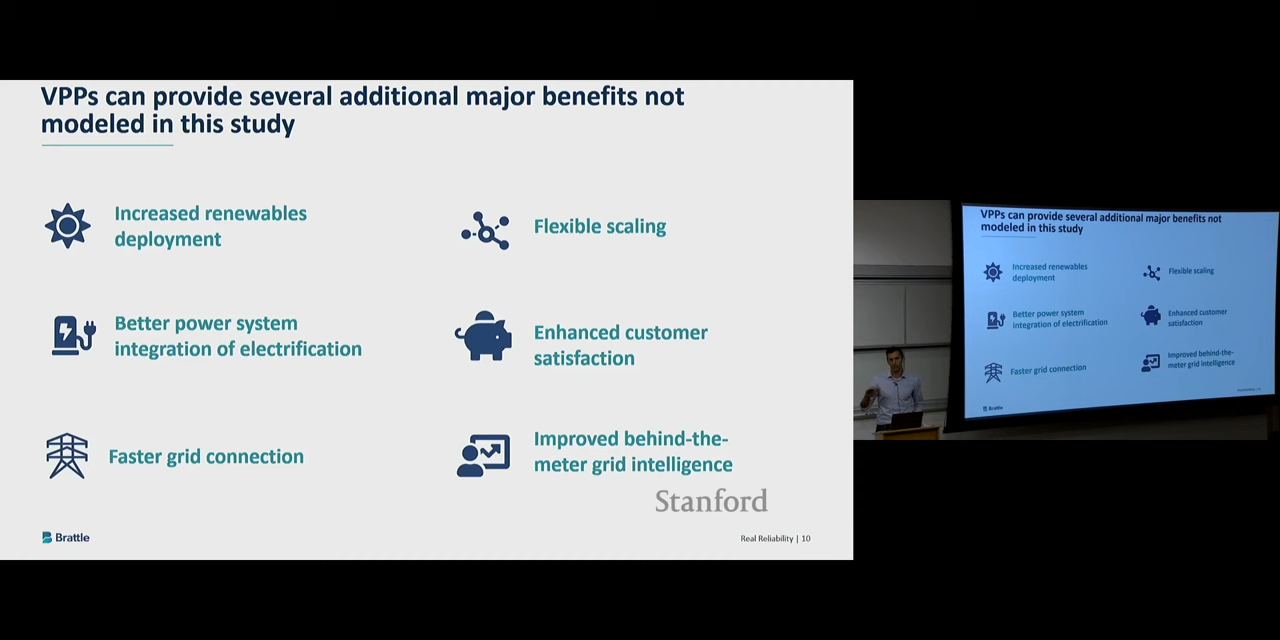 VPPs can provide several additional major benefits not
modeled in this study
Increased renewables
deployment
Flexible scaling
Better power system
integration of electrification
Enhanced customer
satisfaction
Faster grid connection
Improved behind-the-
meter grid intelligence
Stanford
Brattle
Real Reliability | 10
VPPs can provide several additional major benefits not
modeled in this study
Increased renewables
deployment
Flexible scaling
Better power system
integration of electrification
Enhanced customer
satisfaction
Faster grid connection
Improved behind-the-
meter grid intelligence
Brattle